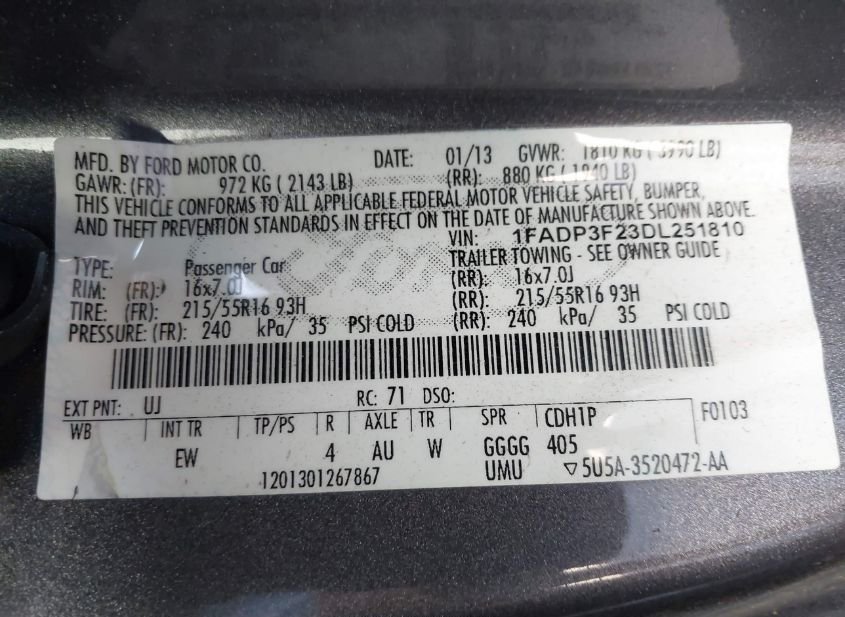 MFD. BY FORD MOTOR CO. DATE: 01/13 GVWR: 1810 KG ( 3990 LB)
GAWR: (FR): 972 KG ( 2143 LB) (RR): 880 KG ( 1940 LB)
THIS VEHICLE CONFORMS TO ALL APPLICABLE FEDERAL MOTOR VEHICLE SAFETY, BUMPER,
AND THEFT PREVENTION STANDARDS IN EFFECT ON THE DATE OF MANUFACTURE SHOWN ABOVE.
VIN: 1FADP3F23DL251810
TYPE: Passenger Car TRAILER TOWING - SEE OWNER GUIDE
RIM: (FR): 16x7.0J (RR): 16x7.0J
TIRE: (FR): 215/55R16 93H (RR): 215/55R16 93H
PRESSURE: (FR): 240 kPa/ 35 PSI COLD (RR): 240 kPa/ 35 PSI COLD
EXT PNT: UJ RC: 71 DSO:
WB INT TR TP/PS R AXLE TR SPR CDH1P F0103
EW 4 AU W GGGG 405
1201301267867 UMU ▽5U5A-3520472-AA